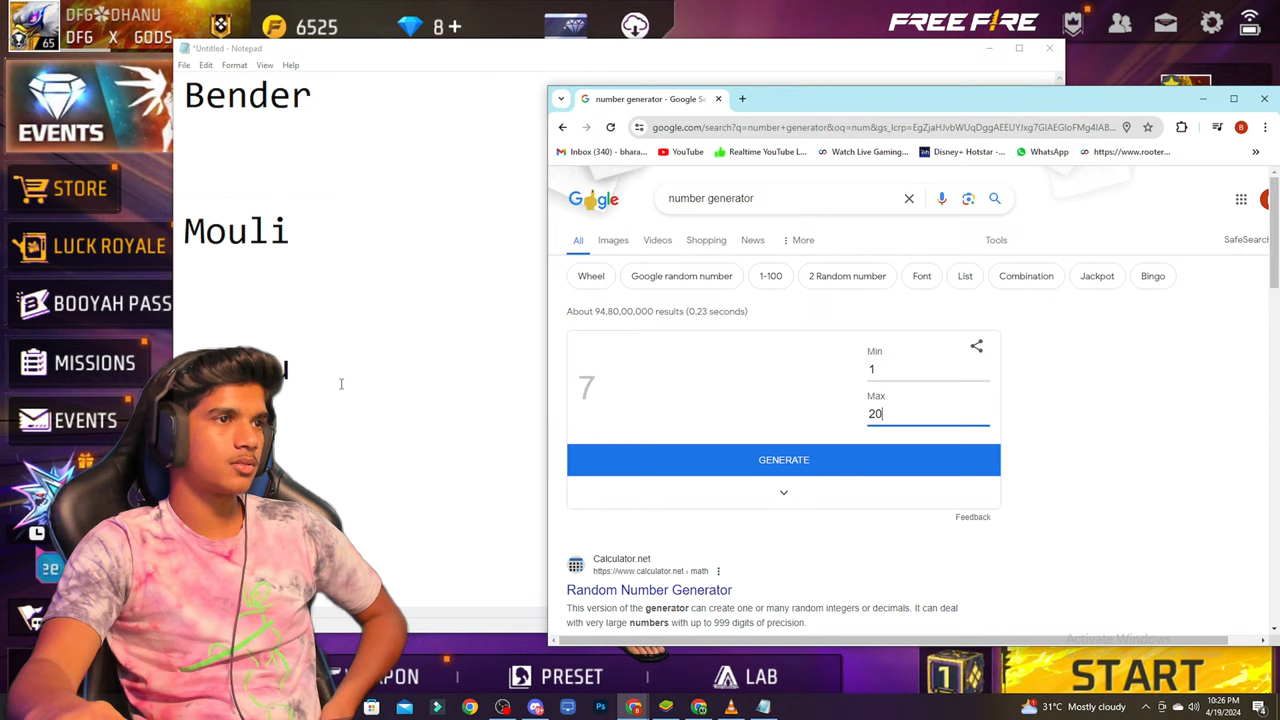 DFG✤DHANU
DFG X GODS
65
6525
8 +
FREE FIRE
EVENTS
STORE
LUCK ROYALE
BOOYAH PASS
MISSIONS
EVENTS
*Untitled - Notepad
File Edit Format View Help
Bender
Mouli
number generator - Google Se
google.com/search?q=number+generator&oq=num&gs_lcrp=EgZjaHJvbWUqDggAEEUYJxg7GIAEGIoFMg4IAB...
Inbox (340) - bhara... YouTube Realtime YouTube L... Watch Live Gaming... Disney+ Hotstar -... WhatsApp https://www.rooter... »
number generator
All Images Videos Shopping News More Tools SafeSearch
Wheel Google random number 1-100 2 Random number Font List Combination Jackpot Bingo
About 94,80,00,000 results (0.23 seconds)
7
Min
1
Max
20
GENERATE
Feedback
Calculator.net
https://www.calculator.net › math
Random Number Generator
This version of the generator can create one or many random integers or decimals. It can deal
with very large numbers with up to 999 digits of precision.
Activate Windows
PRESET
LAB
1
START
31°C Mostly cloudy
10:26 PM
4/19/2024